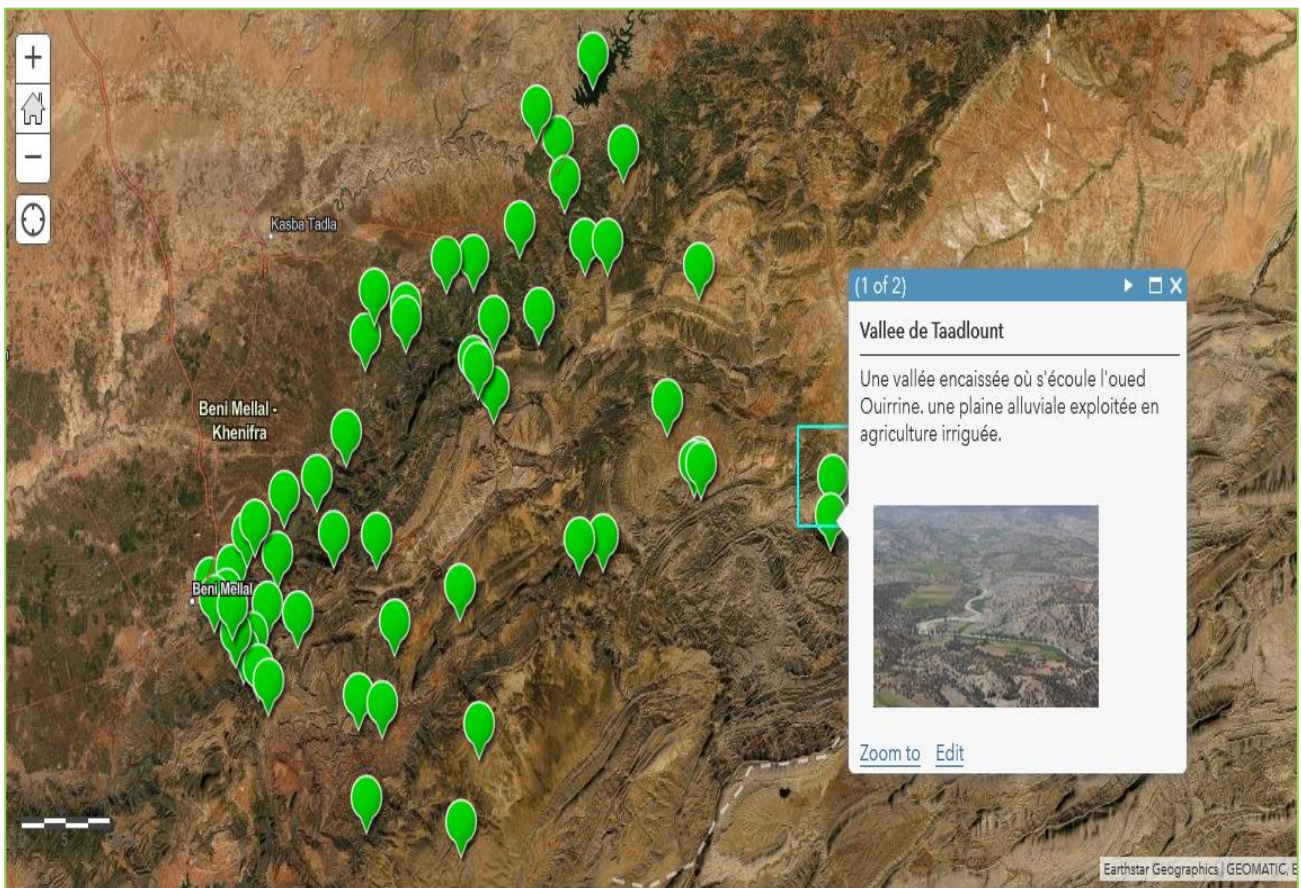 +
−
Kasba Tadla
Beni Mellal -
Khenifra
Beni Mellal
(1 of 2)
Vallee de Taadlount
Une vallée encaissée où s'écoule l'oued
Ouirrine. une plaine alluviale exploitée en
agriculture irriguée.
Zoom to Edit
Earthstar Geographics | GEOMATIC, E